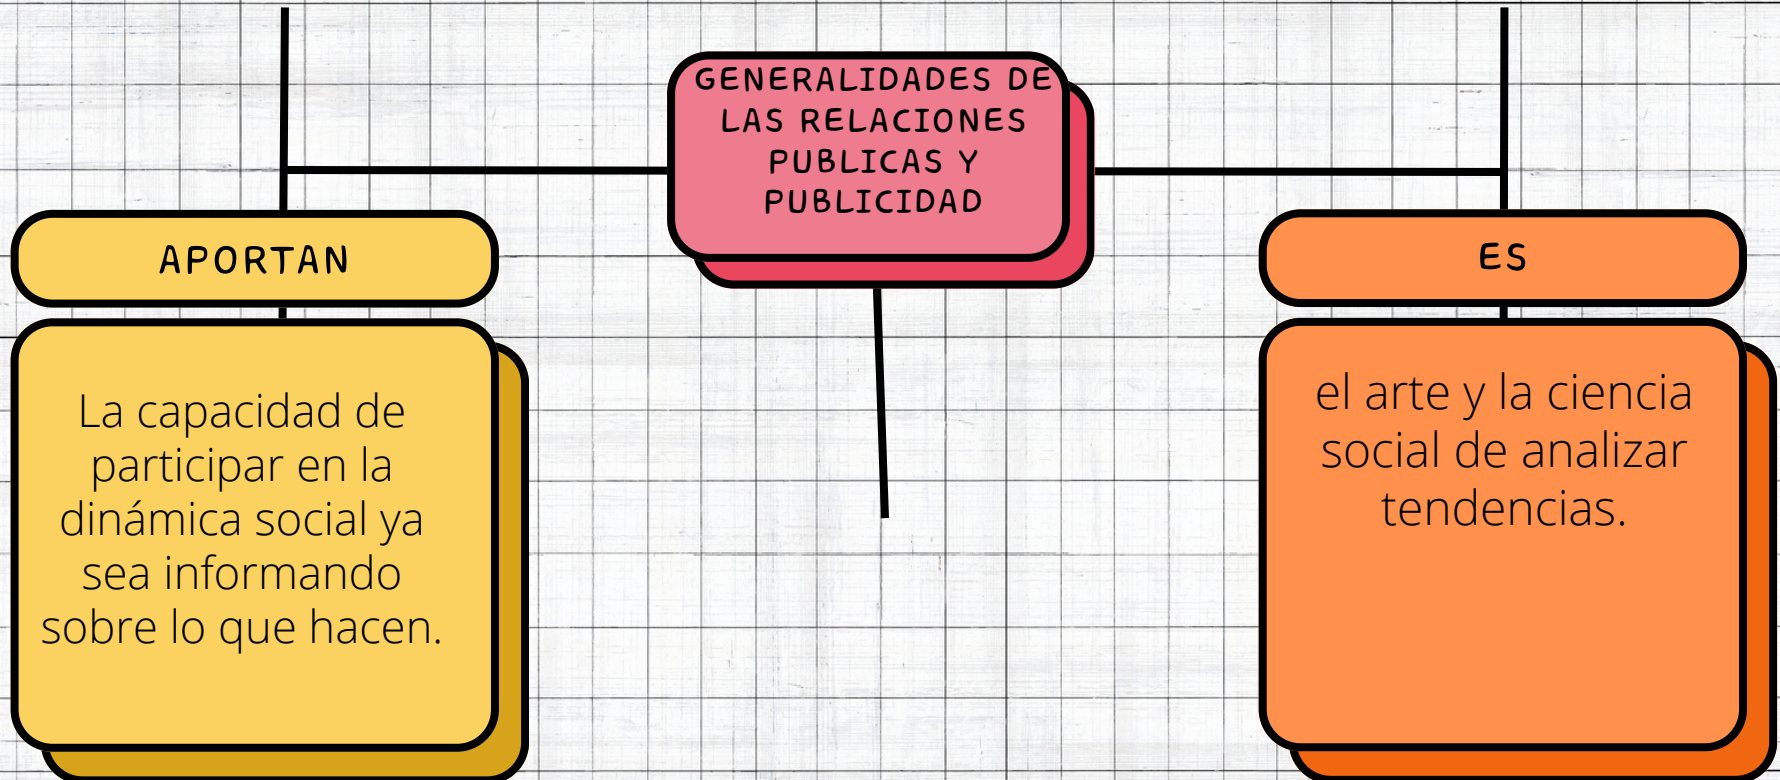 GENERALIDADES DE
LAS RELACIONES
PUBLICAS Y
PUBLICIDAD
APORTAN
La capacidad de
participar en la
dinámica social ya
sea informando
sobre lo que hacen.
ES
el arte y la ciencia
social de analizar
tendencias.